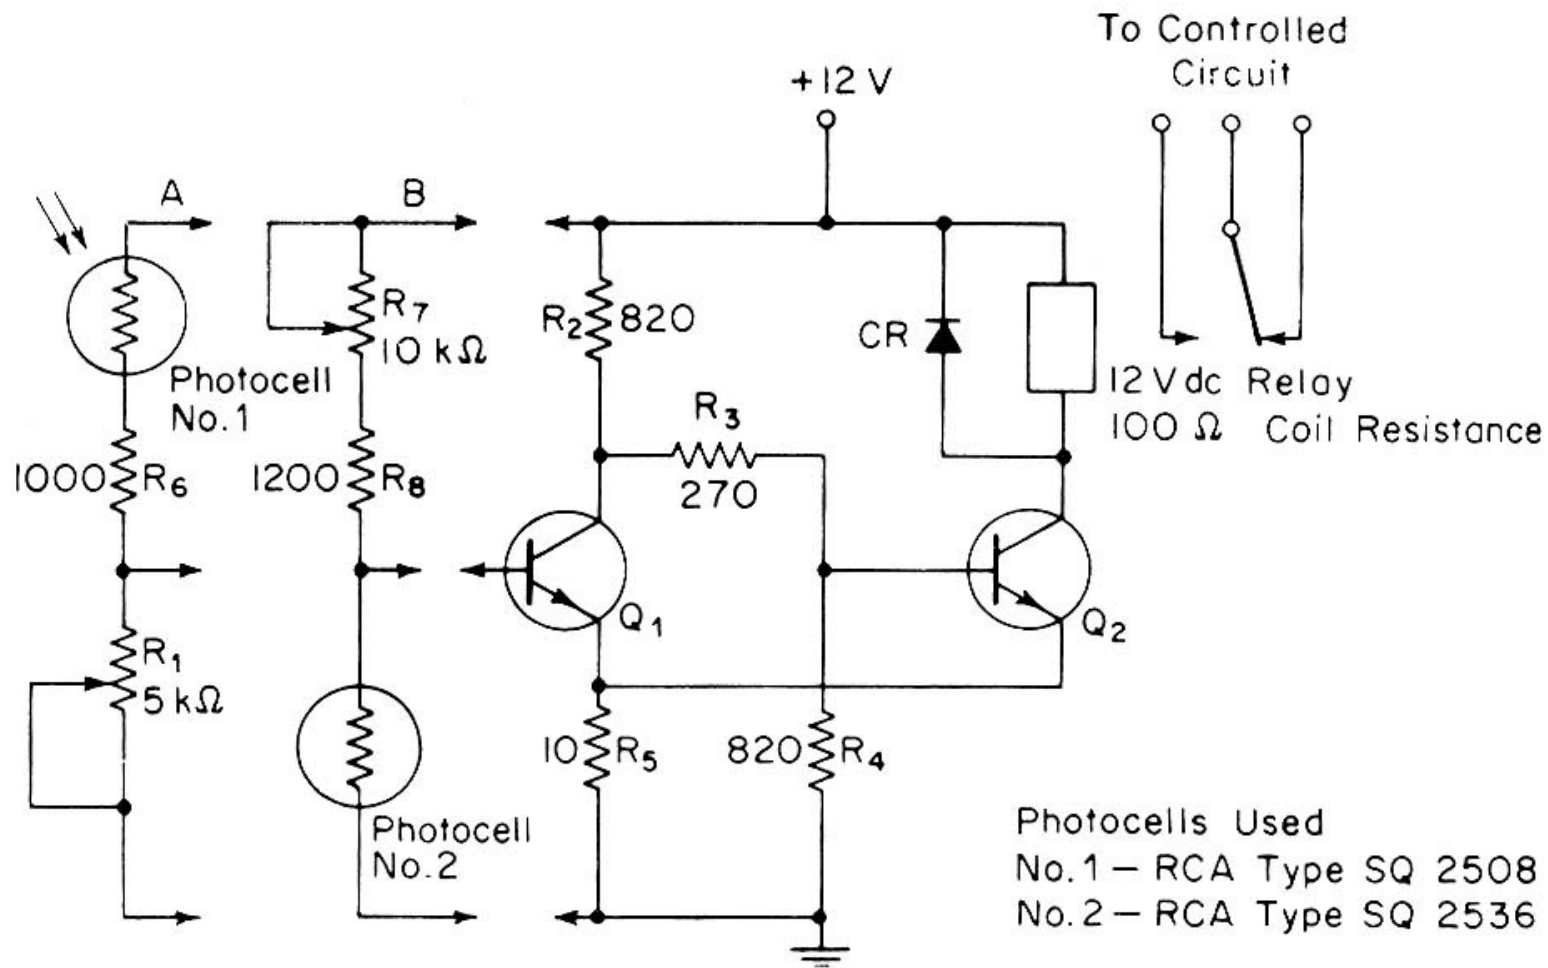 To Controlled
Circuit
+12 V
A
B
R7
10 kΩ
R2 820
CR
Photocell
No.1
R3
270
12 Vdc Relay
100 Ω Coil Resistance
1000 R6
1200 R8
Q1
Q2
R1
5 kΩ
10 R5
820 R4
Photocell
No.2
Photocells Used
No.1 – RCA Type SQ 2508
No.2 – RCA Type SQ 2536